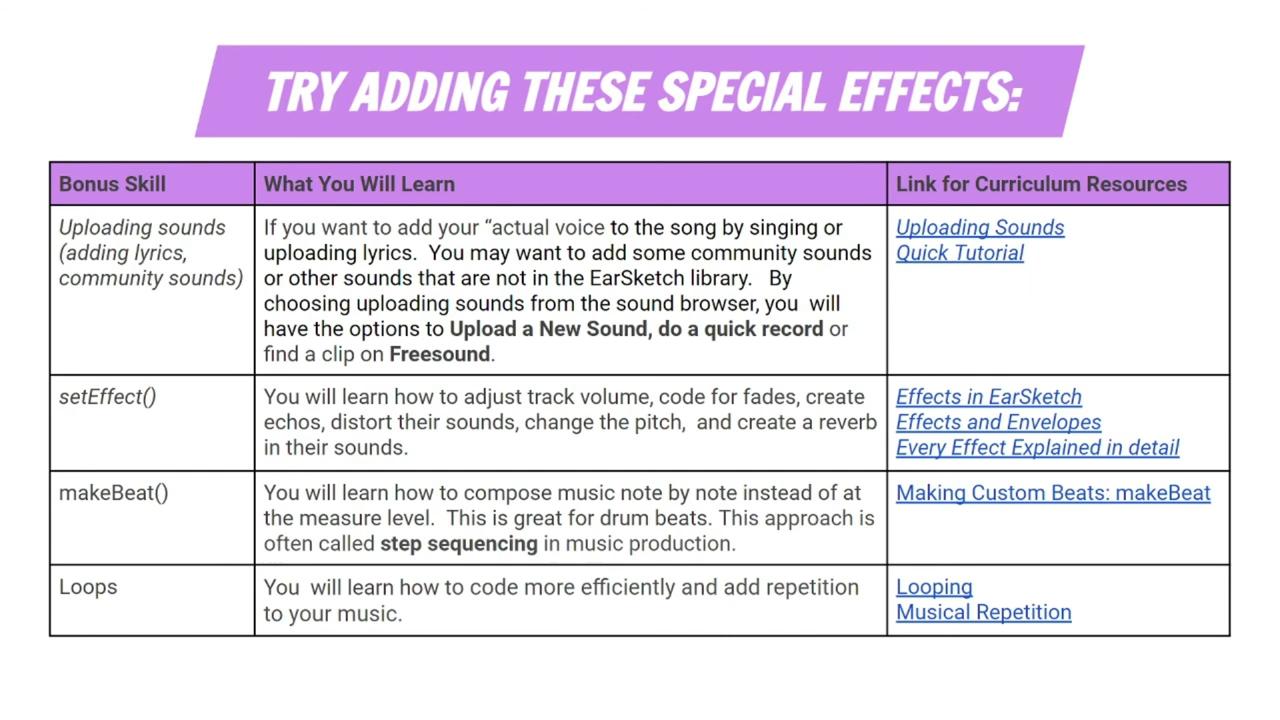 TRY ADDING THESE SPECIAL EFFECTS:
Bonus Skill
What You Will Learn
Link for Curriculum Resources
Uploading sounds
(adding lyrics,
community sounds)
If you want to add your “actual voice to the song by singing or
uploading lyrics.  You may want to add some community sounds
or other sounds that are not in the EarSketch library.   By
choosing uploading sounds from the sound browser, you  will
have the options to Upload a New Sound, do a quick record or
find a clip on Freesound.
Uploading Sounds
Quick Tutorial
setEffect()
You will learn how to adjust track volume, code for fades, create
echos, distort their sounds, change the pitch,  and create a reverb
in their sounds.
Effects in EarSketch
Effects and Envelopes
Every Effect Explained in detail
makeBeat()
You will learn how to compose music note by note instead of at
the measure level.  This is great for drum beats. This approach is
often called step sequencing in music production.
Making Custom Beats: makeBeat
Loops
You  will learn how to code more efficiently and add repetition
to your music.
Looping
Musical Repetition